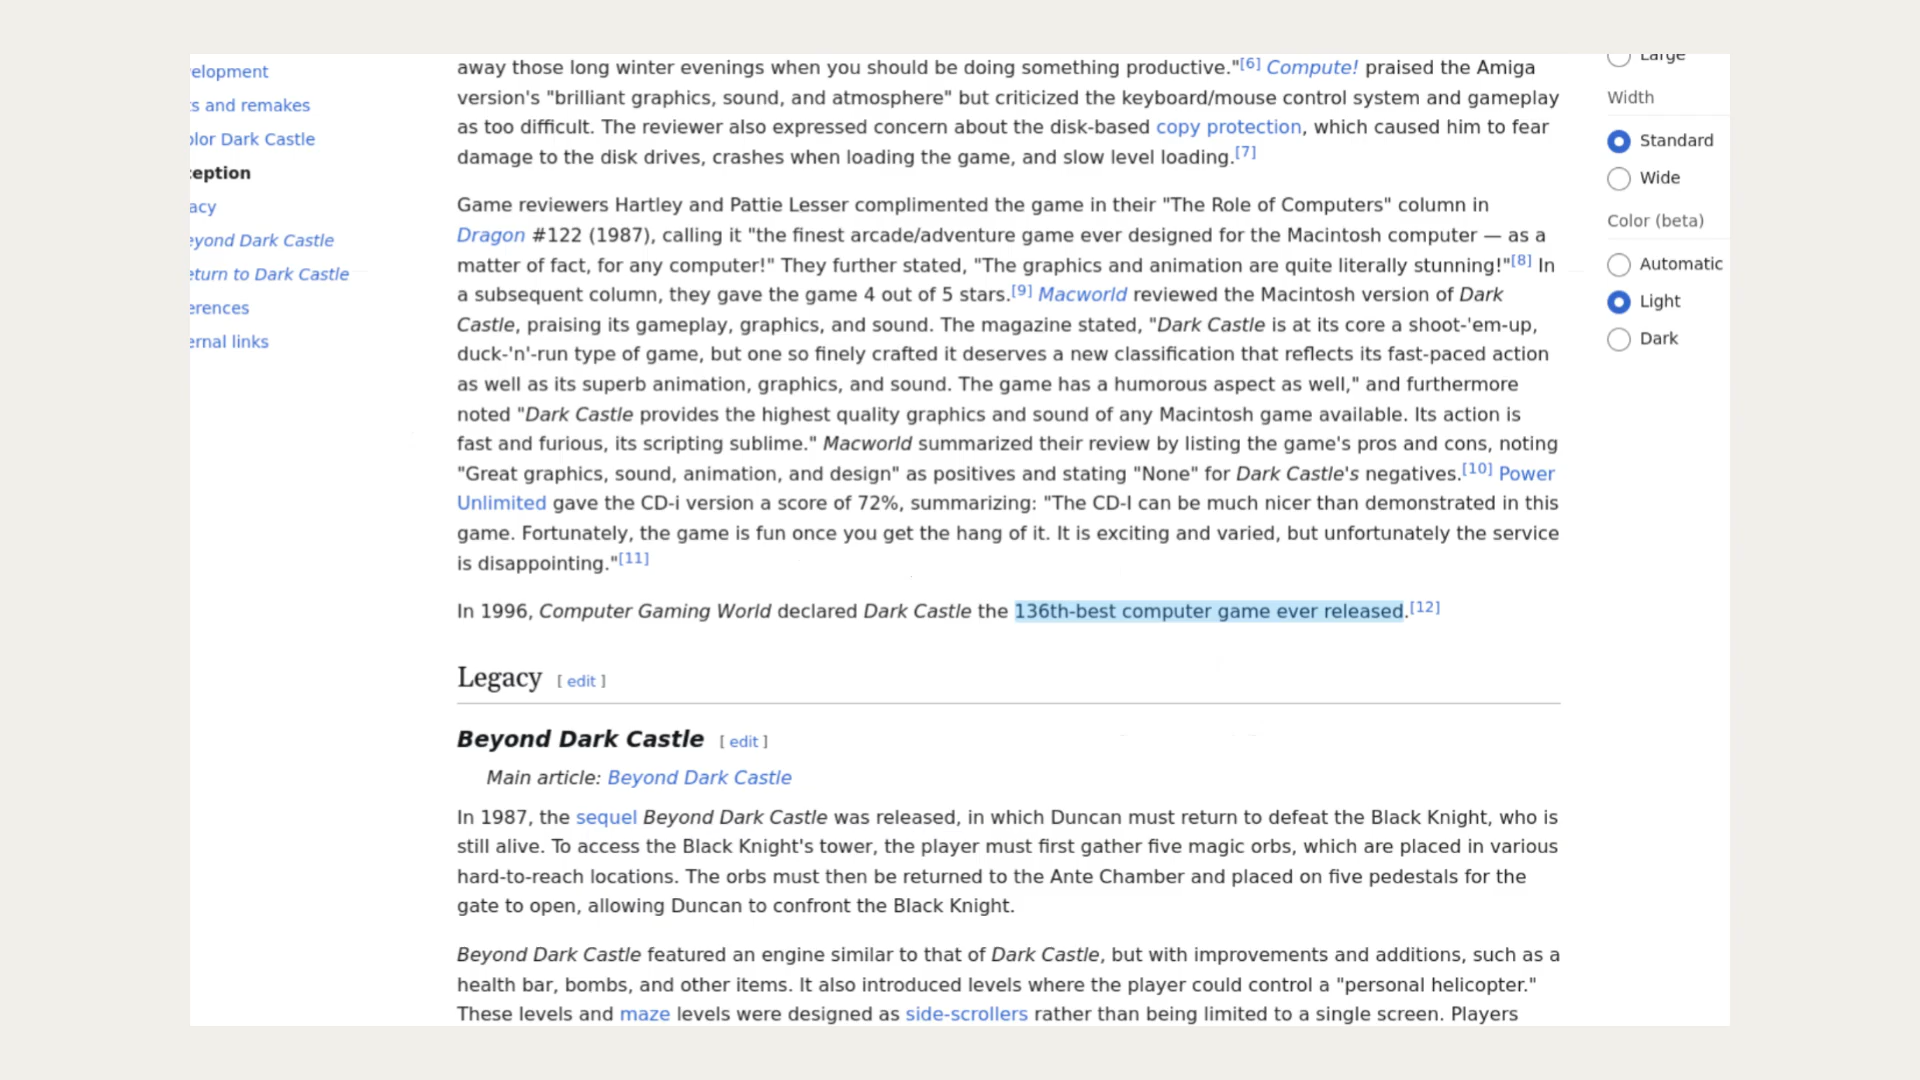 elopment
s and remakes
olor Dark Castle
eption
acy
eyond Dark Castle
eturn to Dark Castle
erences
ernal links
away those long winter evenings when you should be doing something productive."[6] Compute! praised the Amiga
version's "brilliant graphics, sound, and atmosphere" but criticized the keyboard/mouse control system and gameplay
as too difficult. The reviewer also expressed concern about the disk-based copy protection, which caused him to fear
damage to the disk drives, crashes when loading the game, and slow level loading.[7]
Game reviewers Hartley and Pattie Lesser complimented the game in their "The Role of Computers" column in
Dragon #122 (1987), calling it "the finest arcade/adventure game ever designed for the Macintosh computer — as a
matter of fact, for any computer!" They further stated, "The graphics and animation are quite literally stunning!"[8] In
a subsequent column, they gave the game 4 out of 5 stars.[9] Macworld reviewed the Macintosh version of Dark
Castle, praising its gameplay, graphics, and sound. The magazine stated, "Dark Castle is at its core a shoot-'em-up,
duck-'n'-run type of game, but one so finely crafted it deserves a new classification that reflects its fast-paced action
as well as its superb animation, graphics, and sound. The game has a humorous aspect as well," and furthermore
noted "Dark Castle provides the highest quality graphics and sound of any Macintosh game available. Its action is
fast and furious, its scripting sublime." Macworld summarized their review by listing the game's pros and cons, noting
"Great graphics, sound, animation, and design" as positives and stating "None" for Dark Castle's negatives.[10] Power
Unlimited gave the CD-i version a score of 72%, summarizing: "The CD-I can be much nicer than demonstrated in this
game. Fortunately, the game is fun once you get the hang of it. It is exciting and varied, but unfortunately the service
is disappointing."[11]
In 1996, Computer Gaming World declared Dark Castle the 136th-best computer game ever released.[12]
Legacy [ edit ]
Beyond Dark Castle [ edit ]
Main article: Beyond Dark Castle
In 1987, the sequel Beyond Dark Castle was released, in which Duncan must return to defeat the Black Knight, who is
still alive. To access the Black Knight's tower, the player must first gather five magic orbs, which are placed in various
hard-to-reach locations. The orbs must then be returned to the Ante Chamber and placed on five pedestals for the
gate to open, allowing Duncan to confront the Black Knight.
Beyond Dark Castle featured an engine similar to that of Dark Castle, but with improvements and additions, such as a
health bar, bombs, and other items. It also introduced levels where the player could control a "personal helicopter."
These levels and maze levels were designed as side-scrollers rather than being limited to a single screen. Players
Large
Width
Standard
Wide
Color (beta)
Automatic
Light
Dark